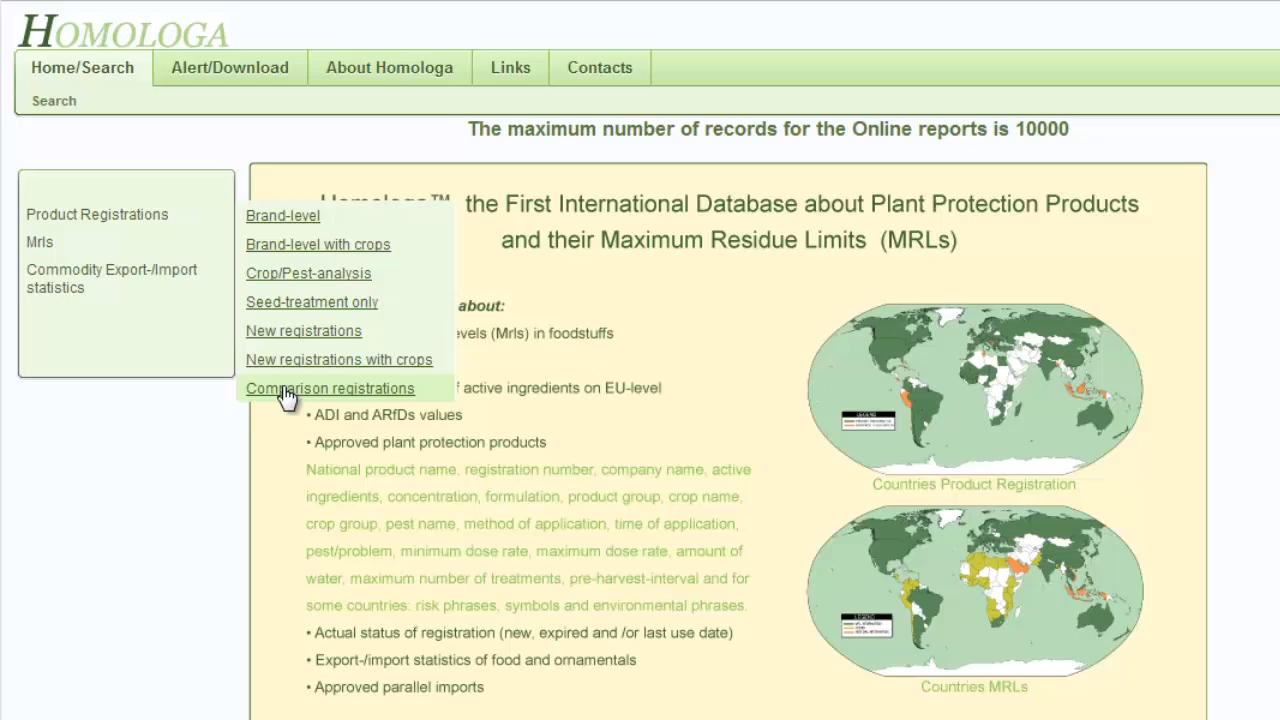 HOMOLOGA
Home/Search
Alert/Download
About Homologa
Links
Contacts
Search
The maximum number of records for the Online reports is 10000
Product Registrations
Mrls
Commodity Export-/Import
statistics
Brand-level
Brand-level with crops
Crop/Pest-analysis
Seed-treatment only
New registrations
New registrations with crops
Comparison registrations
the First International Database about Plant Protection Products
and their Maximum Residue Limits (MRLs)
about:
evels (Mrls) in foodstuffs
f active ingredients on EU-level
• ADI and ARfDs values
• Approved plant protection products
National product name, registration number, company name, active
ingredients, concentration, formulation, product group, crop name,
crop group, pest name, method of application, time of application,
pest/problem, minimum dose rate, maximum dose rate, amount of
water, maximum number of treatments, pre-harvest-interval and for
some countries: risk phrases, symbols and environmental phrases.
• Actual status of registration (new, expired and /or last use date)
• Export-/import statistics of food and ornamentals
• Approved parallel imports
Countries Product Registration
Countries MRLs